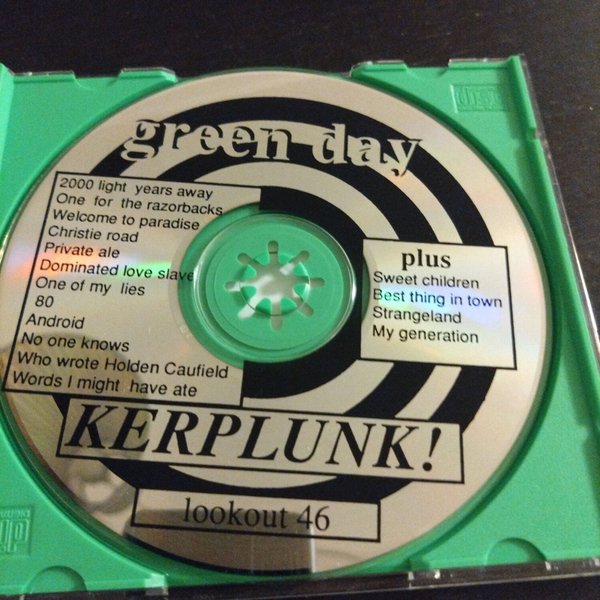 green day
2000 light years away
One for the razorbacks
Welcome to paradise
Christie road
Private ale
Dominated love slave
One of my lies
80
Android
No one knows
Who wrote Holden Caufield
Words I might have ate
plus
Sweet children
Best thing in town
Strangeland
My generation
KERPLUNK!
lookout 46